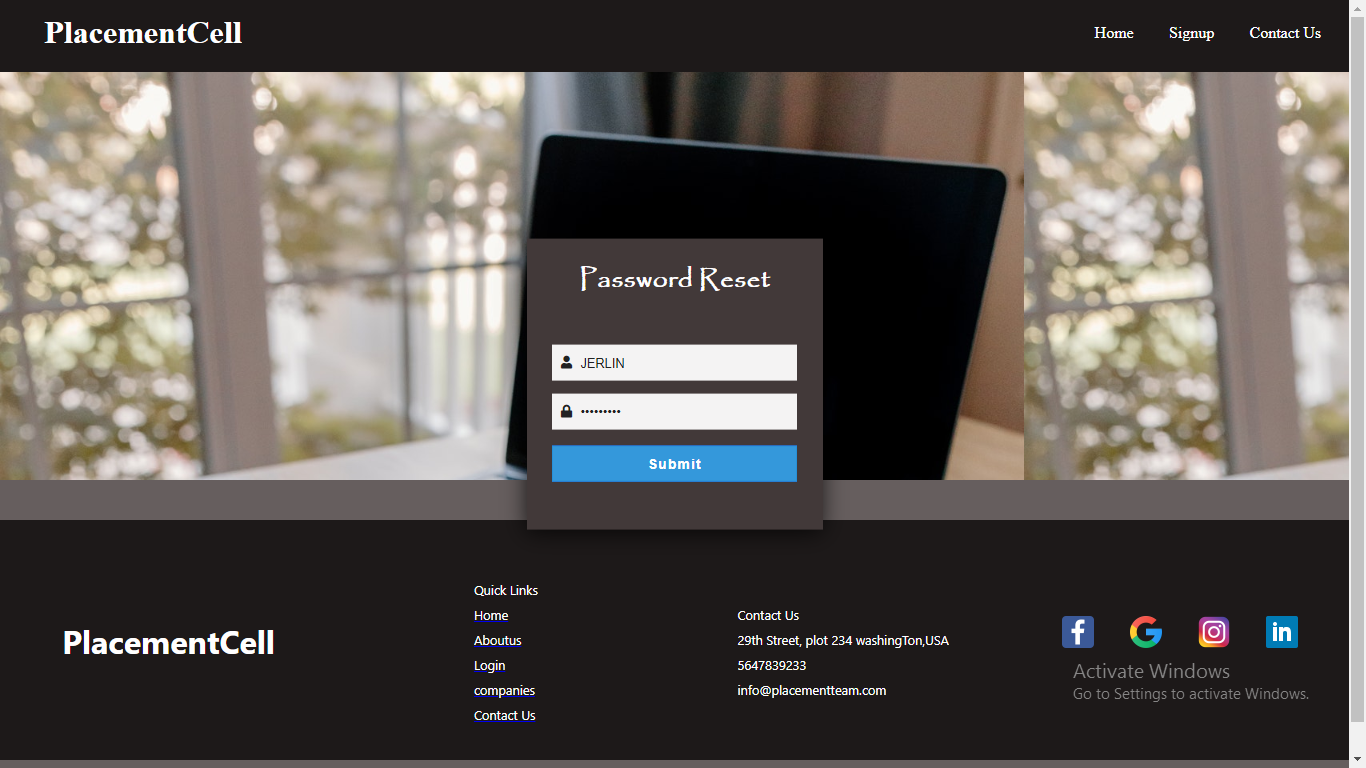 PlacementCell
Home Signup Contact Us
Password Reset
JERLIN
•••••••••
Submit
PlacementCell
Quick Links
Home
Aboutus
Login
companies
Contact Us
Contact Us
29th Street, plot 234 washingTon,USA
5647839233
info@placementteam.com
f G in
Activate Windows
Go to Settings to activate Windows.